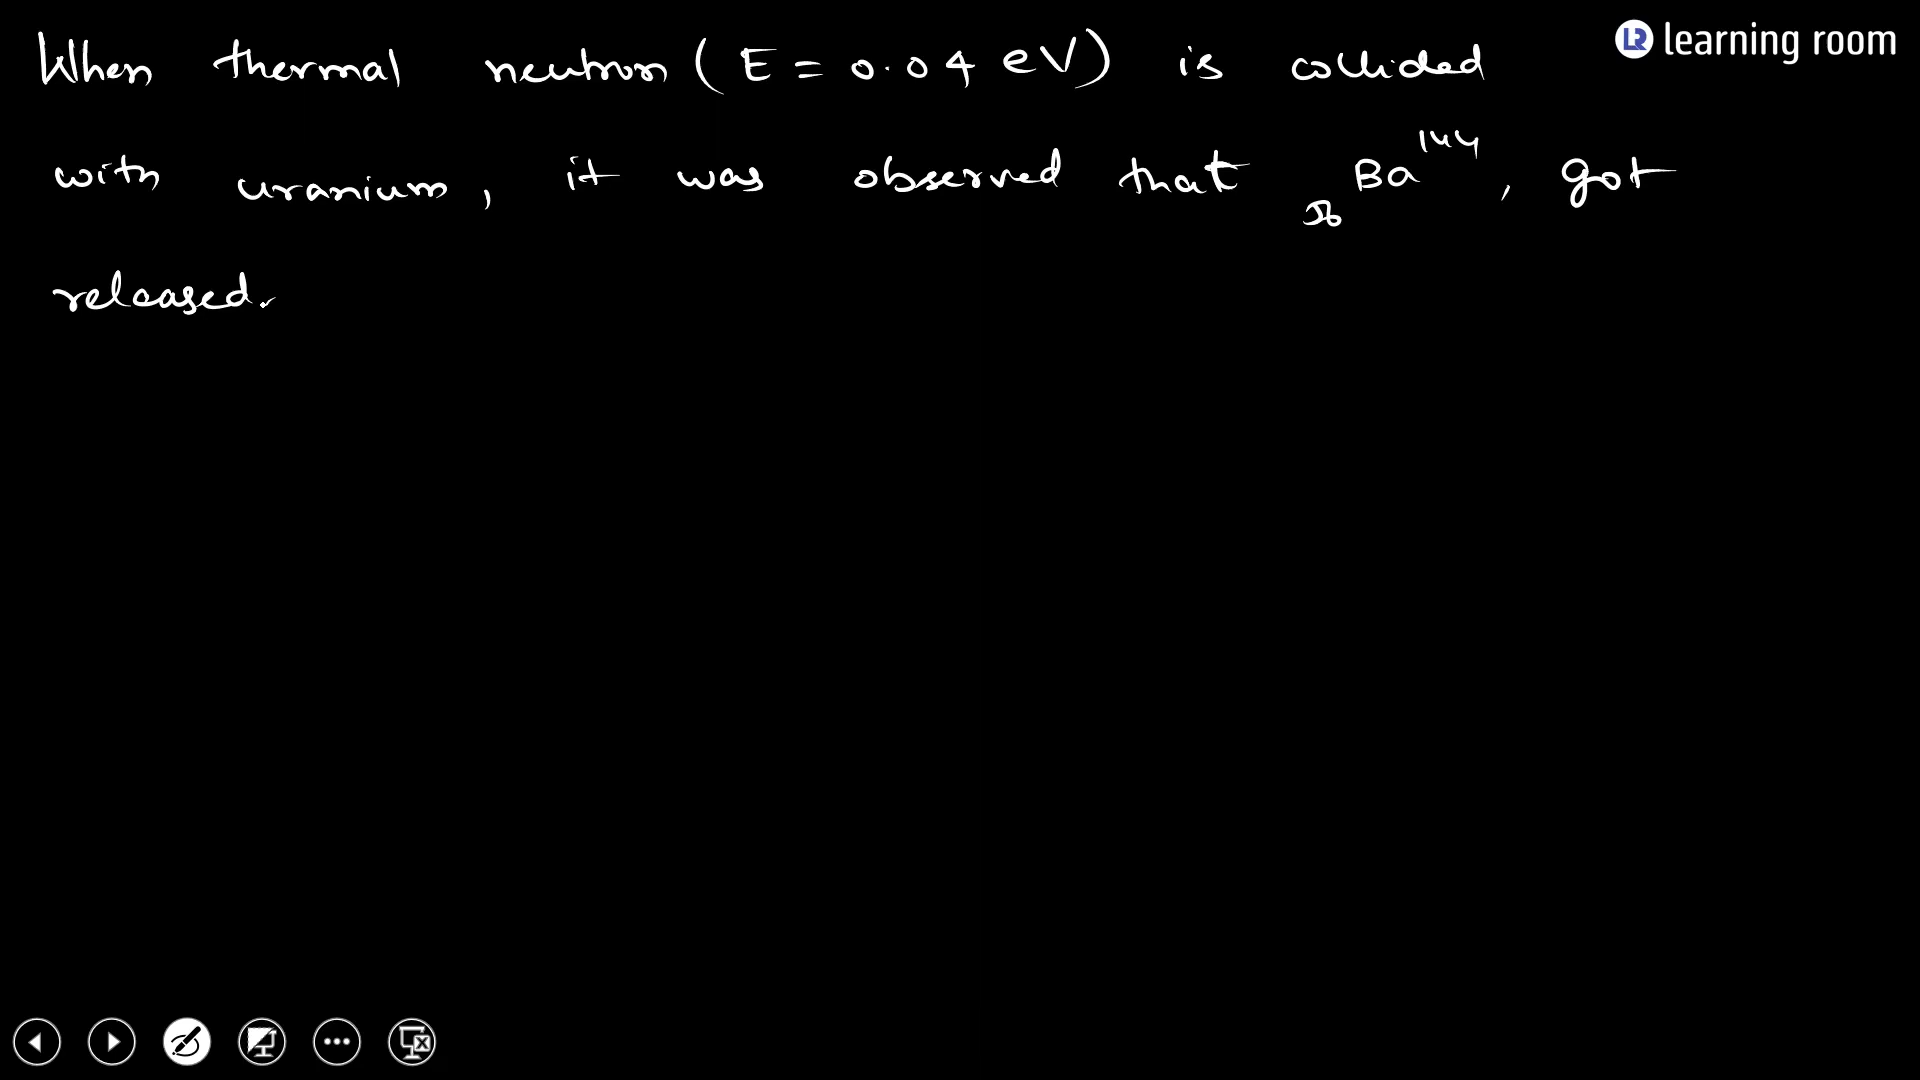 When thermal neutron (E = 0.04 eV) is collided
learning room
with uranium, it was observed that ₅₆Ba¹⁴⁴, got
released.